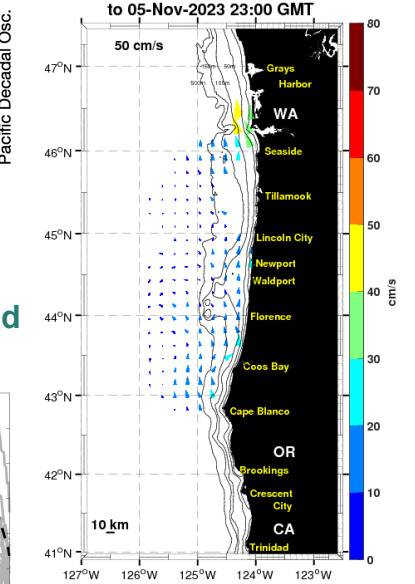 to 05-Nov-2023 23:00 GMT
Pacific Decadal Osc.
50 cm/s
47°N
46°N
45°N
44°N
43°N
42°N
41°N
127°W
126°W
125°W
124°W
123°W
50m
500m
Grays
Harbor
WA
Seaside
Tillamook
Lincoln City
Newport
Waldport
Florence
Coos Bay
Cape Blanco
OR
Brookings
Crescent
City
CA
Trinidad
10 km
80
70
60
50
40
30
20
10
0
cm/s
d